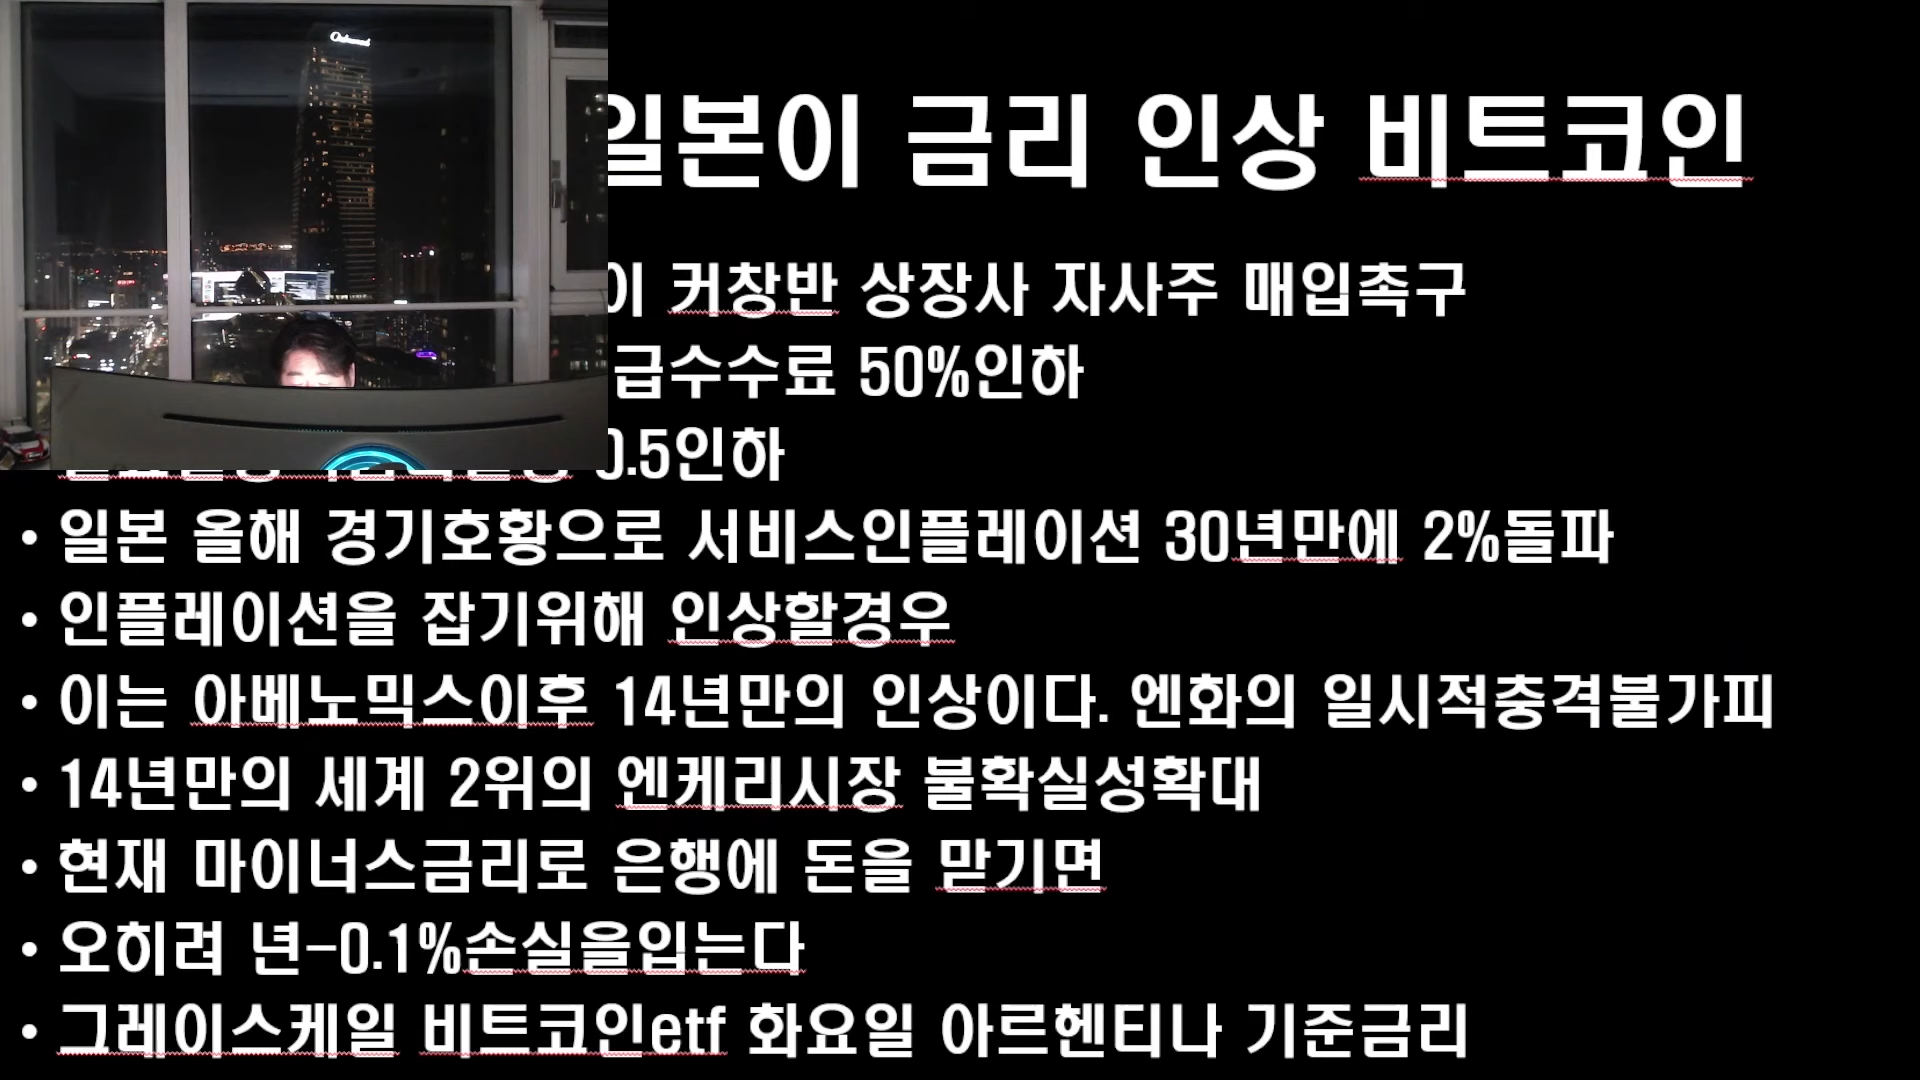 일본이 금리 인상 비트코인
이 커창반 상장사 자사주 매입촉구
급수수료 50%인하
0.5인하
• 일본 올해 경기호황으로 서비스인플레이션 30년만에 2%돌파
• 인플레이션을 잡기위해 인상할경우
• 이는 아베노믹스이후 14년만의 인상이다. 엔화의 일시적충격불가피
• 14년만의 세계 2위의 엔케리시장 불확실성확대
• 현재 마이너스금리로 은행에 돈을 맏기면
• 오히려 년-0.1%손실을입는다
• 그레이스케일 비트코인etf 화요일 아르헨티나 기준금리